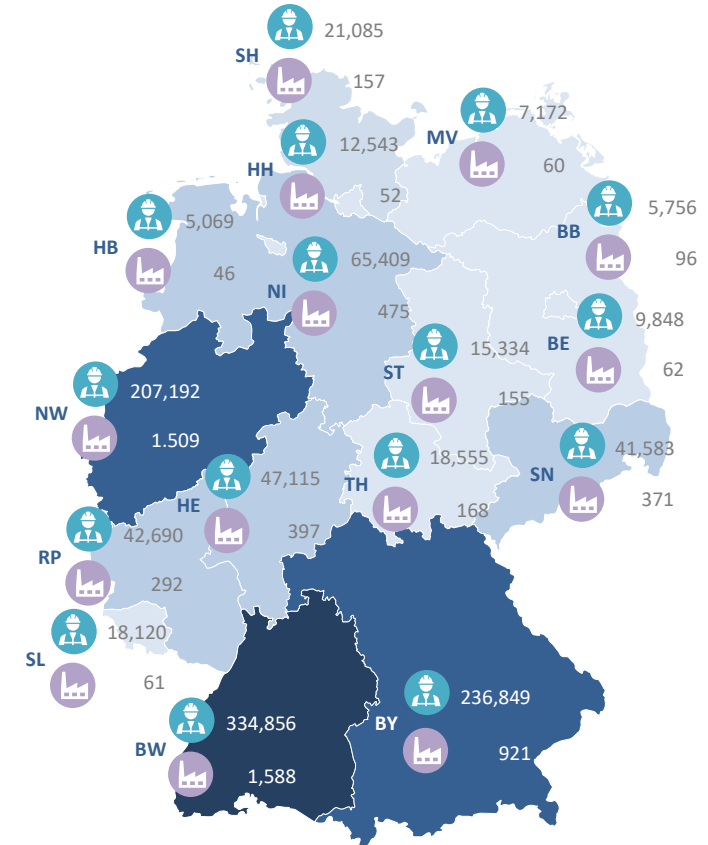 21,085
SH
157
7,172
MV
60
12,543
HH
52
5,756
BB
96
5,069
HB
46
65,409
NI
475
9,848
BE
62
15,334
ST
155
207,192
NW
1.509
41,583
SN
371
18,555
TH
168
47,115
HE
397
42,690
RP
292
18,120
SL
61
236,849
BY
921
334,856
BW
1,588